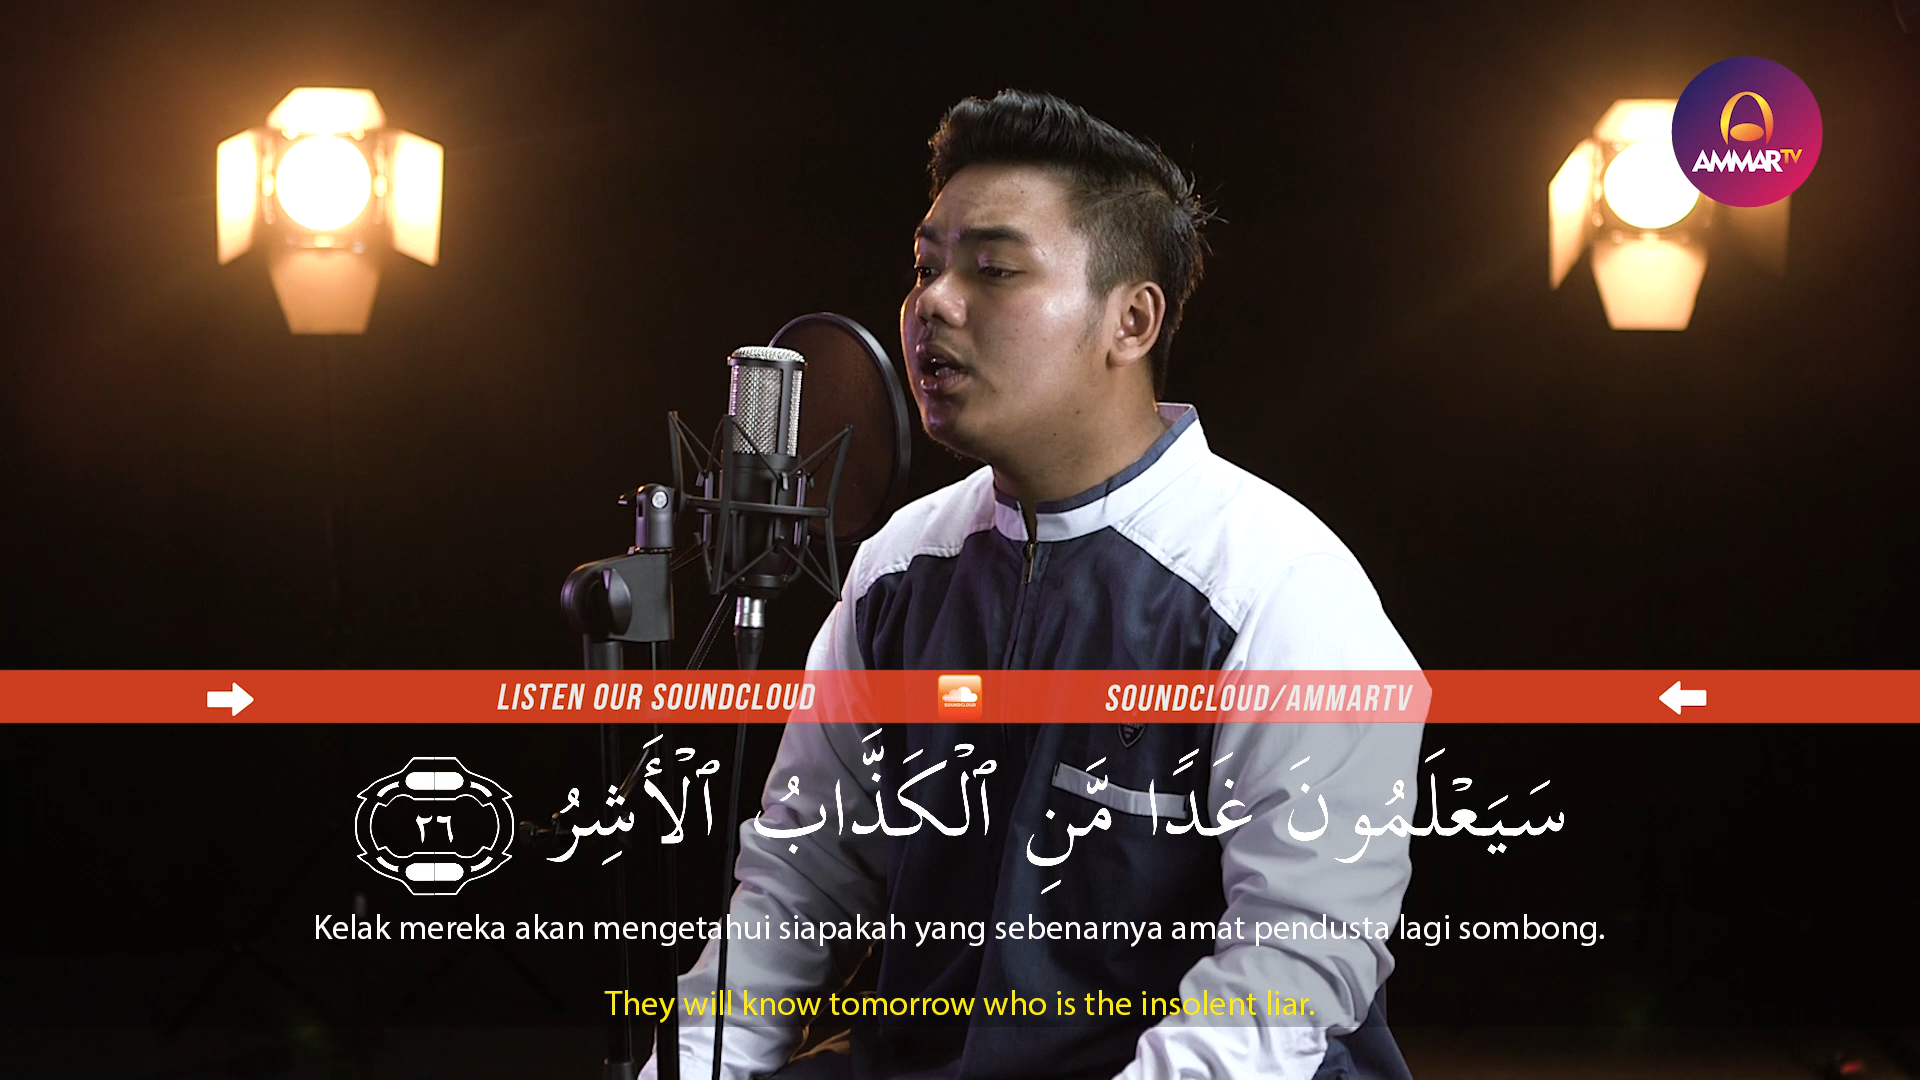 AMMARTV
LISTEN OUR SOUNDCLOUD SOUNDCLOUD SOUNDCLOUD/AMMARTV
سَيَعْلَمُونَ غَدًا مَّنِ ٱلْكَذَّابُ ٱلْأَشِرُ ٢٦
Kelak mereka akan mengetahui siapakah yang sebenarnya amat pendusta lagi sombong.
They will know tomorrow who is the insolent liar.